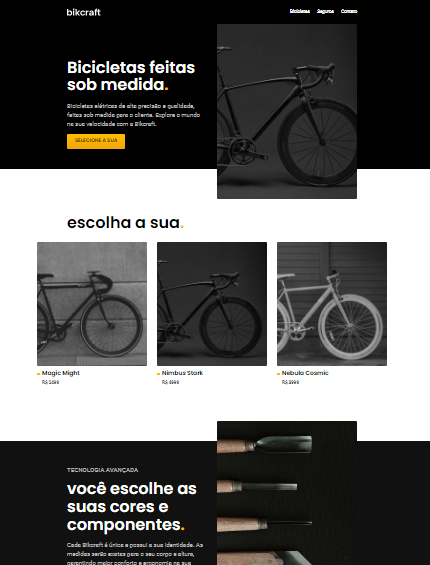 bikcraft
Bicicletas Seguros Contato
Bicicletas feitas
sob medida.
Bicicletas elétricas de alta precisão e qualidade,
feitas sob medida para o cliente. Explore o mundo
na sua velocidade com a Bikcraft.
SELECIONE A SUA
escolha a sua.
Magic Might
R$ 2499
Nimbus Stark
R$ 4999
Nebula Cosmic
R$ 3999
TECNOLOGIA AVANÇADA
você escolhe as
suas cores e
componentes.
Cada Bikcraft é única e possui a sua identidade. As
medidas serão exatas para o seu corpo e altura,
garantindo maior conforto e ergonomia na sua